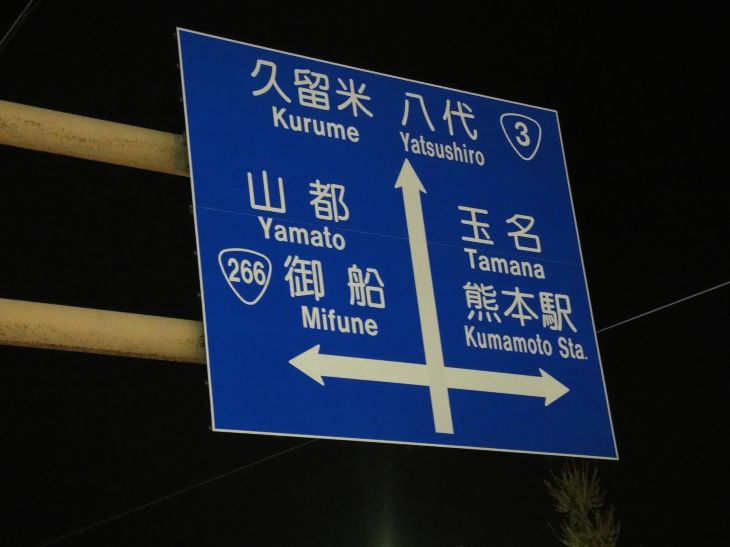 久留米 八代 3
Kurume Yatsushiro
山都
Yamato
266 御船
Mifune
玉名
Tamana
熊本駅
Kumamoto Sta.